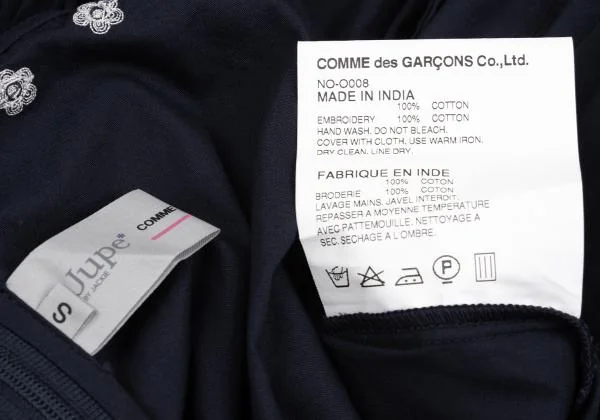 COMME des GARÇONS Co.,Ltd.
NO-O008
MADE IN INDIA
100% COTTON
EMBROIDERY 100% COTTON
HAND WASH. DO NOT BLEACH.
COVER WITH CLOTH. USE WARM IRON.
DRY CLEAN. LINE DRY.
FABRIQUE EN INDE
100% COTON
BRODERIE 100% COTON
LAVAGE MAINS. JAVEL INTERDIT.
REPASSER A MOYENNE TEMPERATURE
AVEC PATTEMOUILLE. NETTOYAGE A
SEC. SECHAGE A L'OMBRE.
P
COMME
Jupe
BY JACKIE
S